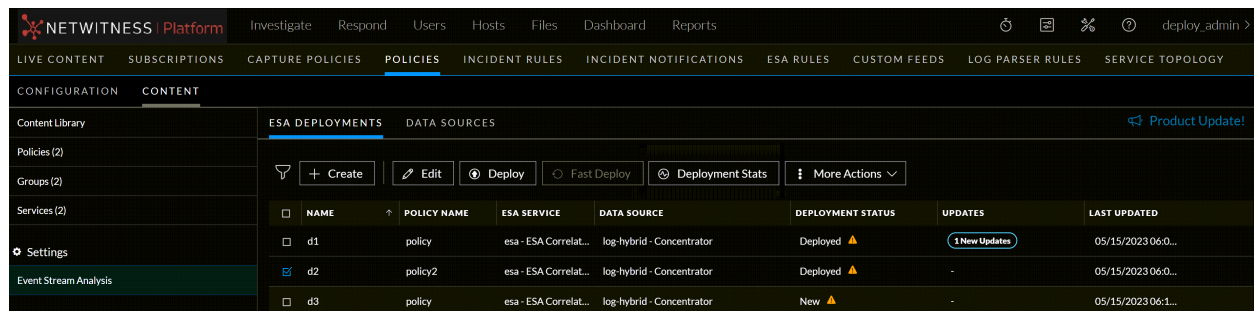 NETWITNESS Platform Investigate Respond Users Hosts Files Dashboard Reports deploy_admin >
LIVE CONTENT SUBSCRIPTIONS CAPTURE POLICIES POLICIES INCIDENT RULES INCIDENT NOTIFICATIONS ESA RULES CUSTOM FEEDS LOG PARSER RULES SERVICE TOPOLOGY
CONFIGURATION CONTENT
Content Library
Policies (2)
Groups (2)
Services (2)
Settings
Event Stream Analysis
ESA DEPLOYMENTS DATA SOURCES Product Update!
+ Create Edit Deploy Fast Deploy Deployment Stats More Actions
NAME ↑ POLICY NAME ESA SERVICE DATA SOURCE DEPLOYMENT STATUS UPDATES LAST UPDATED
d1 policy esa - ESA Correlat... log-hybrid - Concentrator Deployed 1 New Updates 05/15/2023 06:0...
d2 policy2 esa - ESA Correlat... log-hybrid - Concentrator Deployed - 05/15/2023 06:0...
d3 policy esa - ESA Correlat... log-hybrid - Concentrator New - 05/15/2023 06:1...